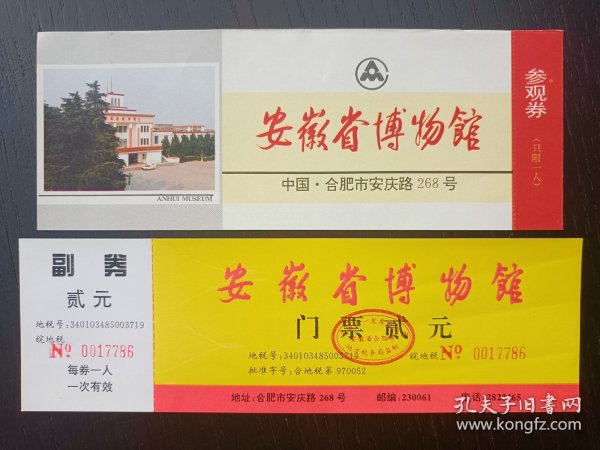 安徽省博物馆
中国·合肥市安庆路268号
ANHUI MUSEUM
参观券
（只限一人）
副券
贰元
地税号:340103485003719
皖地税
№ 0017786
每券一人
一次有效
安徽省博物馆
门票贰元
地税号:340103485003719
皖地税 № 0017786
批准字号:合地税第970052
地址:合肥市安庆路268号 邮编:230061 电话:2823265
孔夫子旧书网